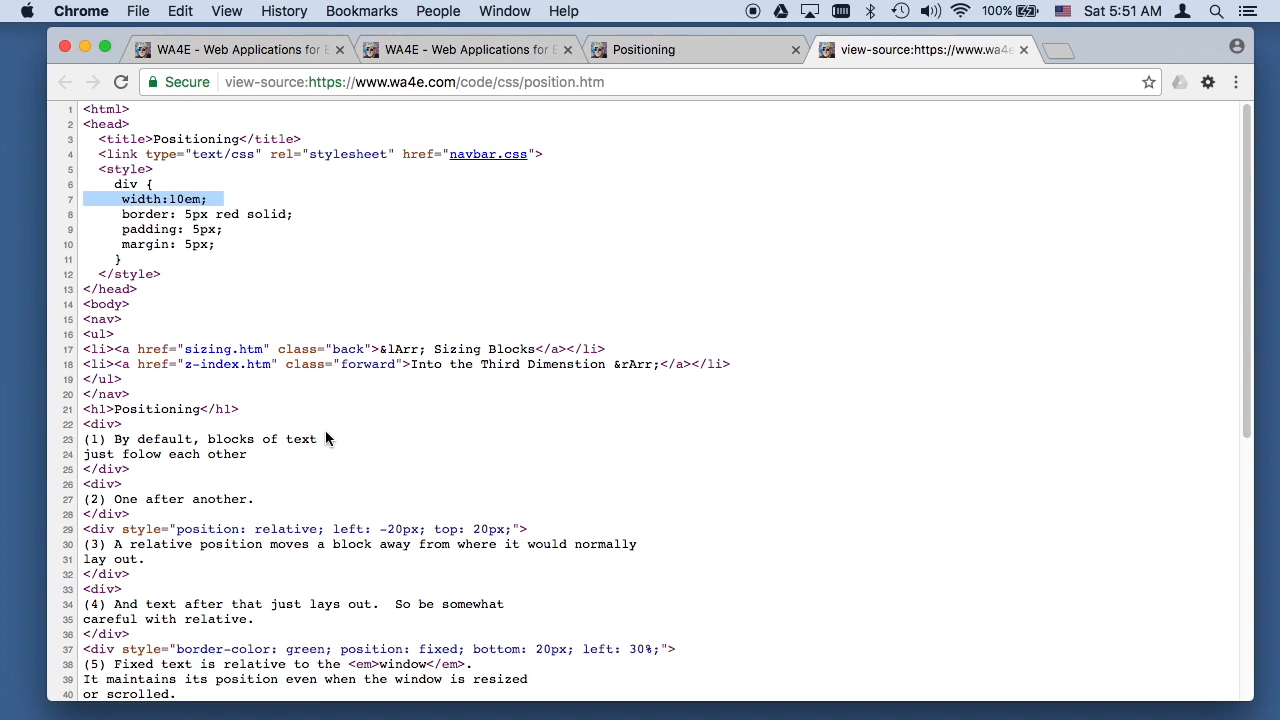 Chrome File Edit View History Bookmarks People Window Help 100% Sat 5:51 AM
WA4E - Web Applications for E WA4E - Web Applications for E Positioning view-source:https://www.wa4e
Secure view-source:https://www.wa4e.com/code/css/position.htm
1 <html>
2 <head>
3 <title>Positioning</title>
4 <link type="text/css" rel="stylesheet" href="navbar.css">
5 <style>
6 div {
7 width:10em;
8 border: 5px red solid;
9 padding: 5px;
10 margin: 5px;
11 }
12 </style>
13 </head>
14 <body>
15 <nav>
16 <ul>
17 <li><a href="sizing.htm" class="back">&lArr; Sizing Blocks</a></li>
18 <li><a href="z-index.htm" class="forward">Into the Third Dimenstion &rArr;</a></li>
19 </ul>
20 </nav>
21 <h1>Positioning</h1>
22 <div>
23 (1) By default, blocks of text
24 just folow each other
25 </div>
26 <div>
27 (2) One after another.
28 </div>
29 <div style="position: relative; left: -20px; top: 20px;">
30 (3) A relative position moves a block away from where it would normally
31 lay out.
32 </div>
33 <div>
34 (4) And text after that just lays out.  So be somewhat
35 careful with relative.
36 </div>
37 <div style="border-color: green; position: fixed; bottom: 20px; left: 30%;">
38 (5) Fixed text is relative to the <em>window</em>.
39 It maintains its position even when the window is resized
40 or scrolled.